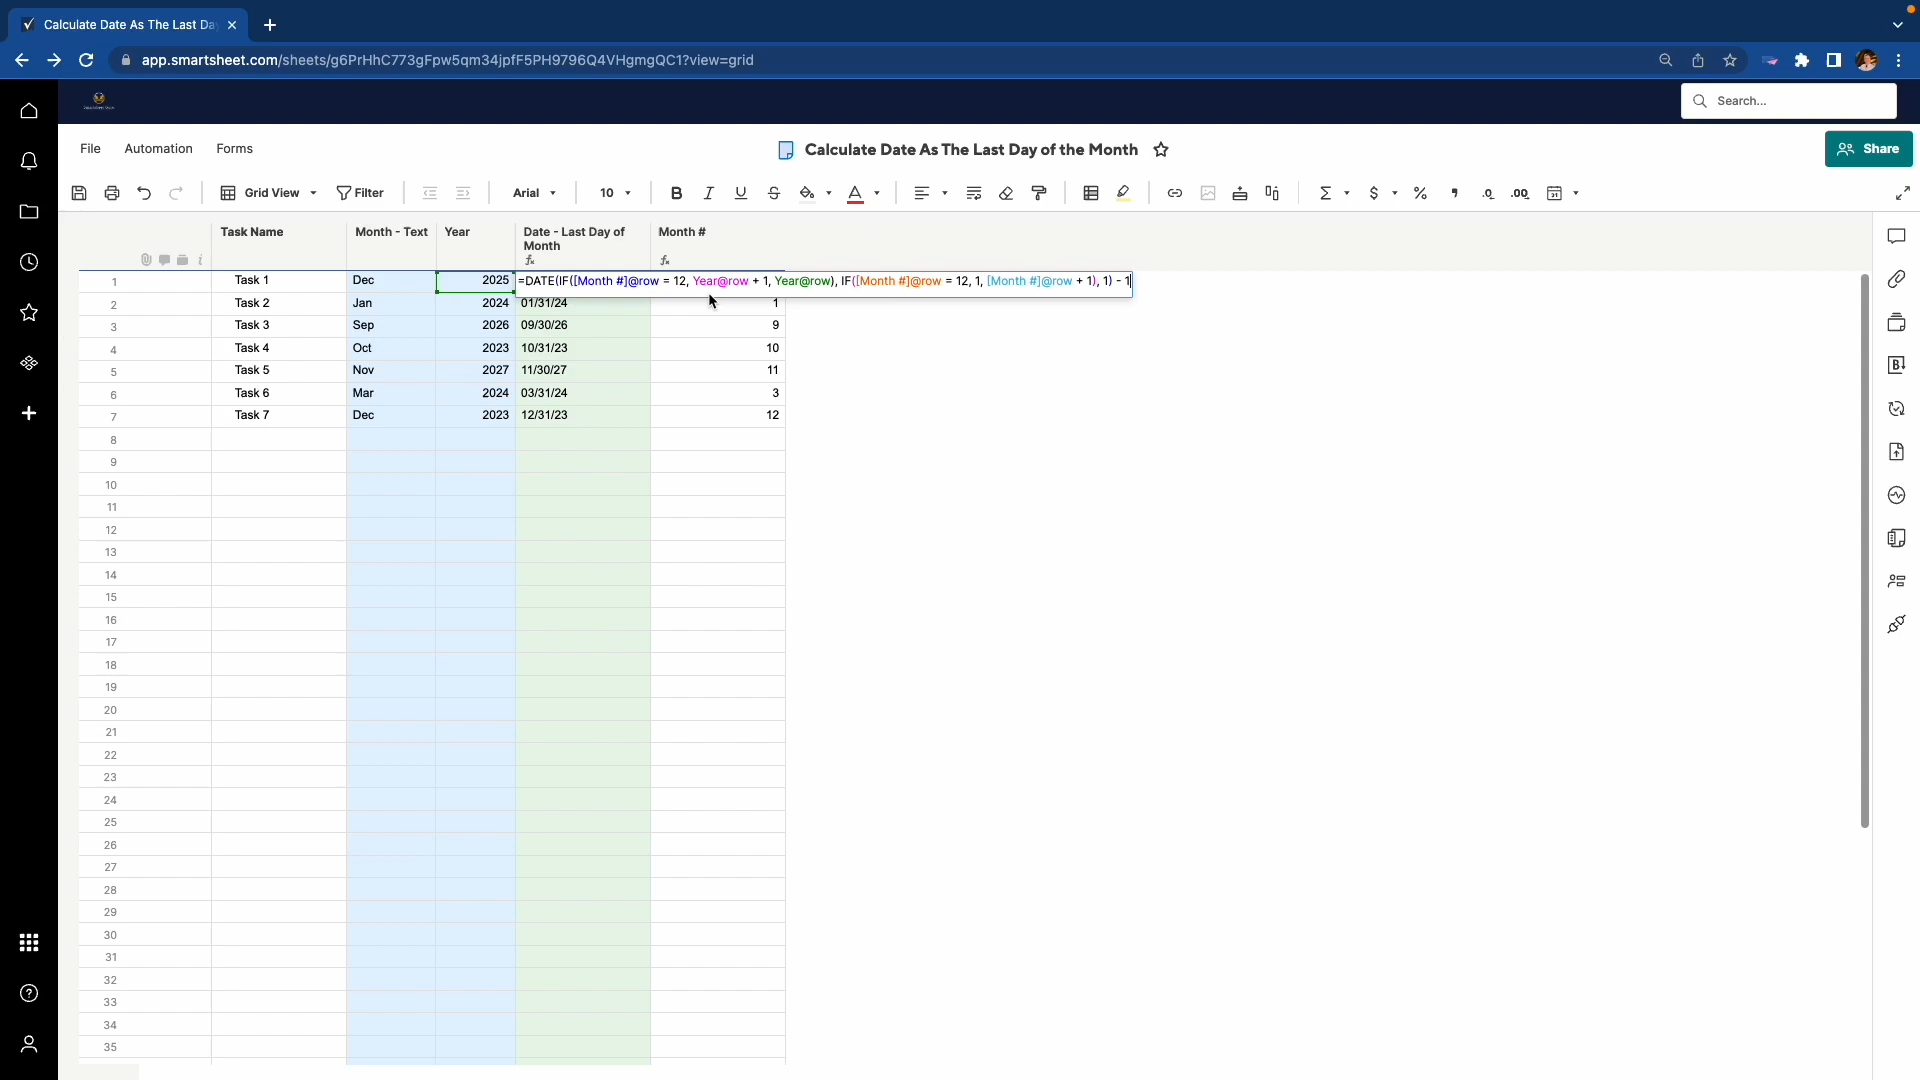 Calculate Date As The Last Da
app.smartsheet.com/sheets/g6PrHhC773gFpw5qm34jpfF5PH9796Q4VHgmgQC1?view=grid
Search...
File Automation Forms
Calculate Date As The Last Day of the Month
Share
Grid View Filter Arial 10
Task Name Month - Text Year Date - Last Day of Month Month #
1 Task 1 Dec 2025 =DATE(IF([Month #]@row = 12, Year@row + 1, Year@row), IF([Month #]@row = 12, 1, [Month #]@row + 1), 1) - 1
2 Task 2 Jan 2024 01/31/24 1
3 Task 3 Sep 2026 09/30/26 9
4 Task 4 Oct 2023 10/31/23 10
5 Task 5 Nov 2027 11/30/27 11
6 Task 6 Mar 2024 03/31/24 3
7 Task 7 Dec 2023 12/31/23 12
8
9
10
11
12
13
14
15
16
17
18
19
20
21
22
23
24
25
26
27
28
29
30
31
32
33
34
35